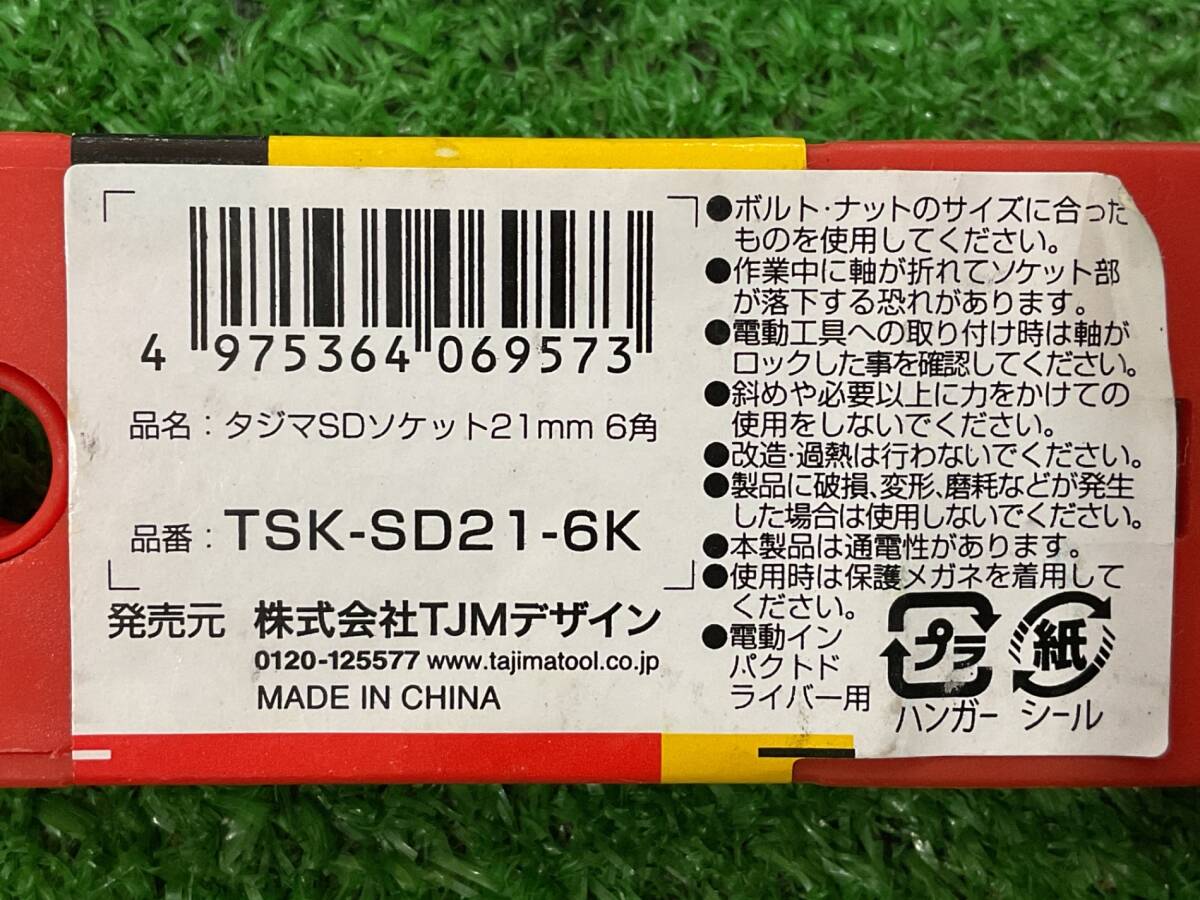 4 975364 069573
品名：タジマSDソケット21mm 6角
品番：TSK-SD21-6K
発売元 株式会社TJMデザイン
0120-125577 www.tajimatool.co.jp
MADE IN CHINA
●ボルト・ナットのサイズに合った
ものを使用してください。
●作業中に軸が折れてソケット部
が落下する恐れがあります。
●電動工具への取り付け時は軸が
ロックした事を確認してください。
●斜めや必要以上に力をかけての
使用をしないでください。
●改造・過熱は行わないでください。
●製品に破損、変形、磨耗などが発生
した場合は使用しないでください。
●本製品は通電性があります。
●使用時は保護メガネを着用して
ください。
●電動イン
パクトド
ライバー用
プラ 紙
ハンガー シール